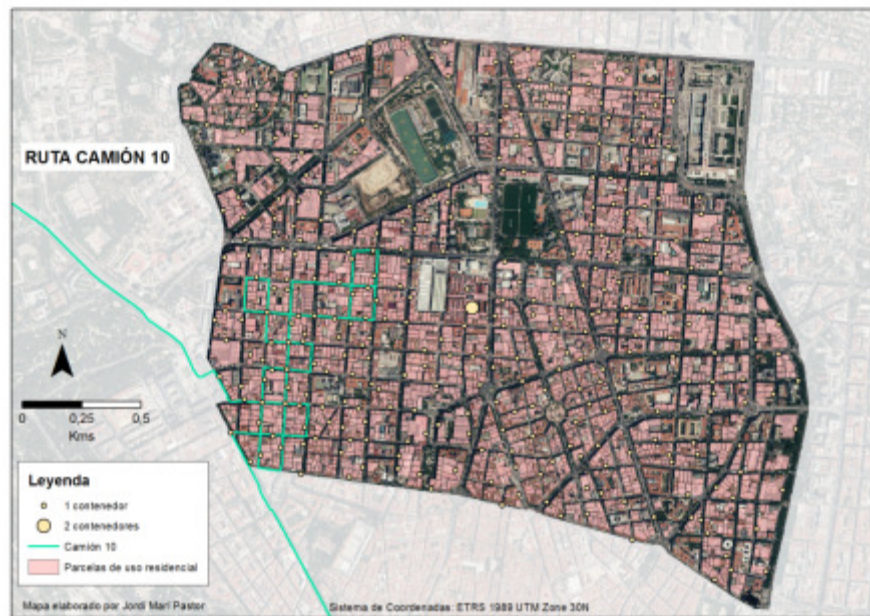 RUTA CAMIÓN 10
N
0 0,25 0,5
Kms
Leyenda
1 contenedor
2 contenedores
Camión 10
Parcelas de uso residencial
Mapa elaborado por Jordi Marí Pastor
Sistema de Coordenadas: ETRS 1989 UTM Zone 30N